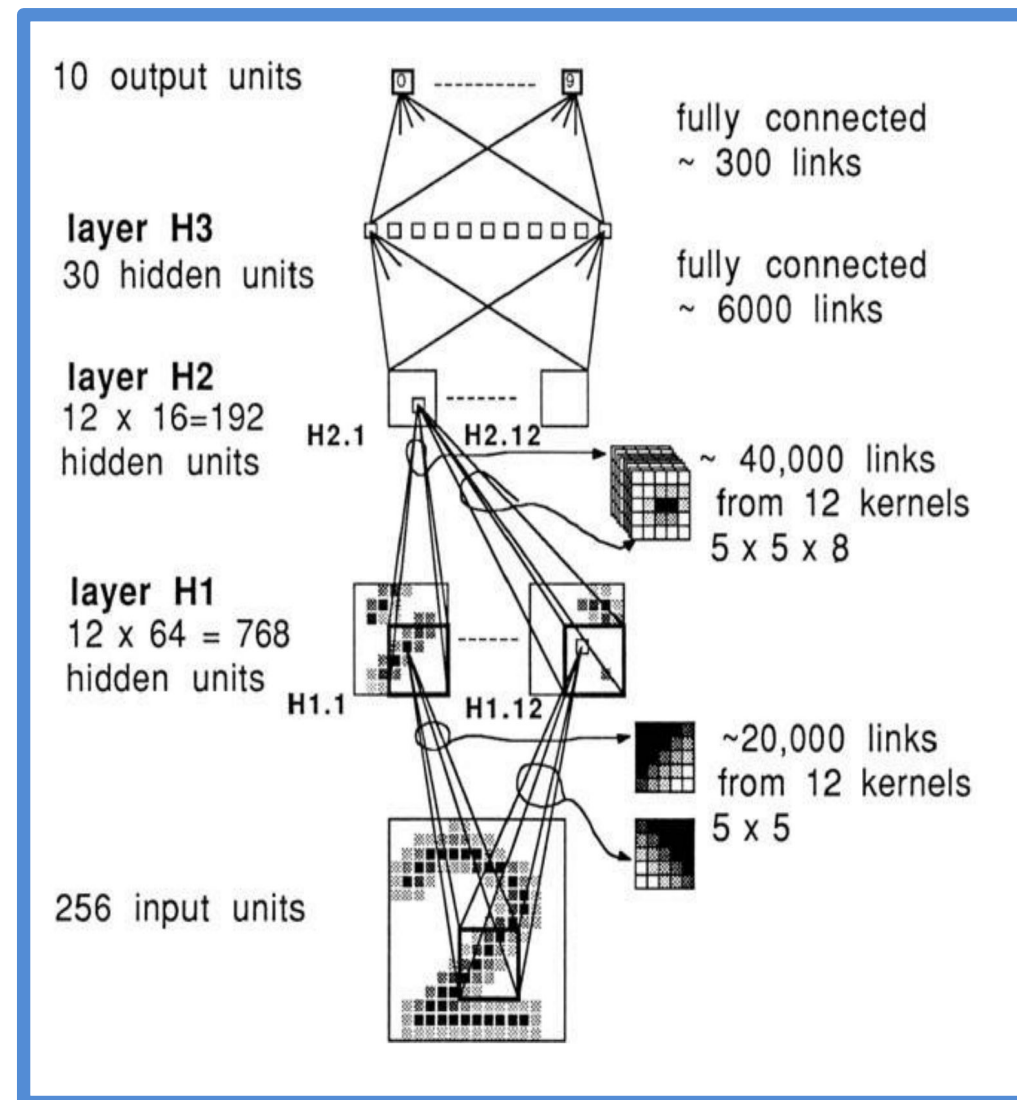 10 output units
0
9
fully connected
~ 300 links
layer H3
30 hidden units
fully connected
~ 6000 links
layer H2
12 x 16=192
hidden units
H2.1
H2.12
~ 40,000 links
from 12 kernels
5 x 5 x 8
layer H1
12 x 64 = 768
hidden units
H1.1
H1.12
~20,000 links
from 12 kernels
5 x 5
256 input units